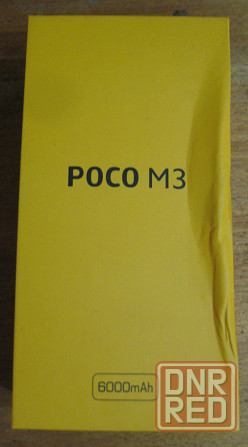 POCO M3
6000mAh
DNR
RED